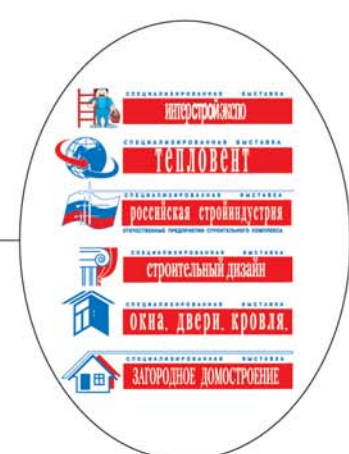 СПЕЦИАЛИЗИРОВАННАЯ ВЫСТАВКА
интерстройэкспо
СПЕЦИАЛИЗИРОВАННАЯ ВЫСТАВКА
ТЕПЛОВЕНТ
СПЕЦИАЛИЗИРОВАННАЯ ВЫСТАВКА
российская стройиндустрия
ОТЕЧЕСТВЕННЫЕ ПРЕДПРИЯТИЯ СТРОИТЕЛЬНОГО КОМПЛЕКСА
СПЕЦИАЛИЗИРОВАННАЯ ВЫСТАВКА
строительный дизайн
СПЕЦИАЛИЗИРОВАННАЯ ВЫСТАВКА
окна. двери. кровля.
СПЕЦИАЛИЗИРОВАННАЯ ВЫСТАВКА
ЗАГОРОДНОЕ ДОМОСТРОЕНИЕ